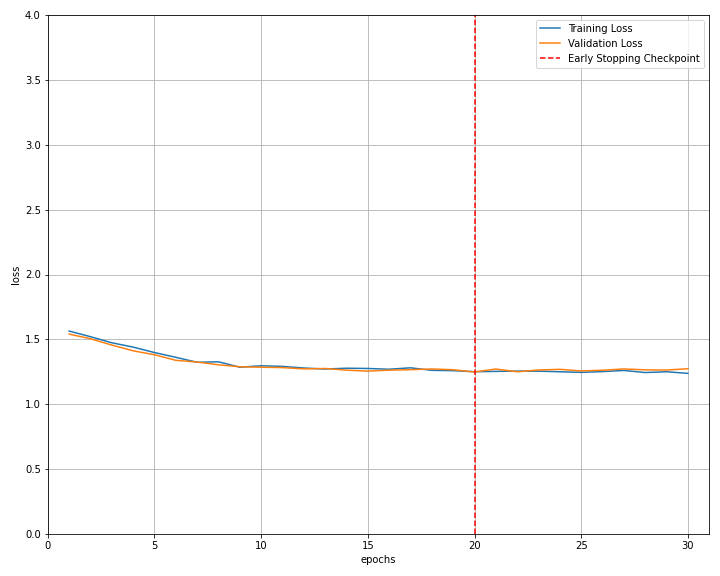 4.0
3.5
3.0
2.5
2.0
1.5
1.0
0.5
0.0
loss
0 5 10 15 20 25 30
epochs
Training Loss
Validation Loss
Early Stopping Checkpoint